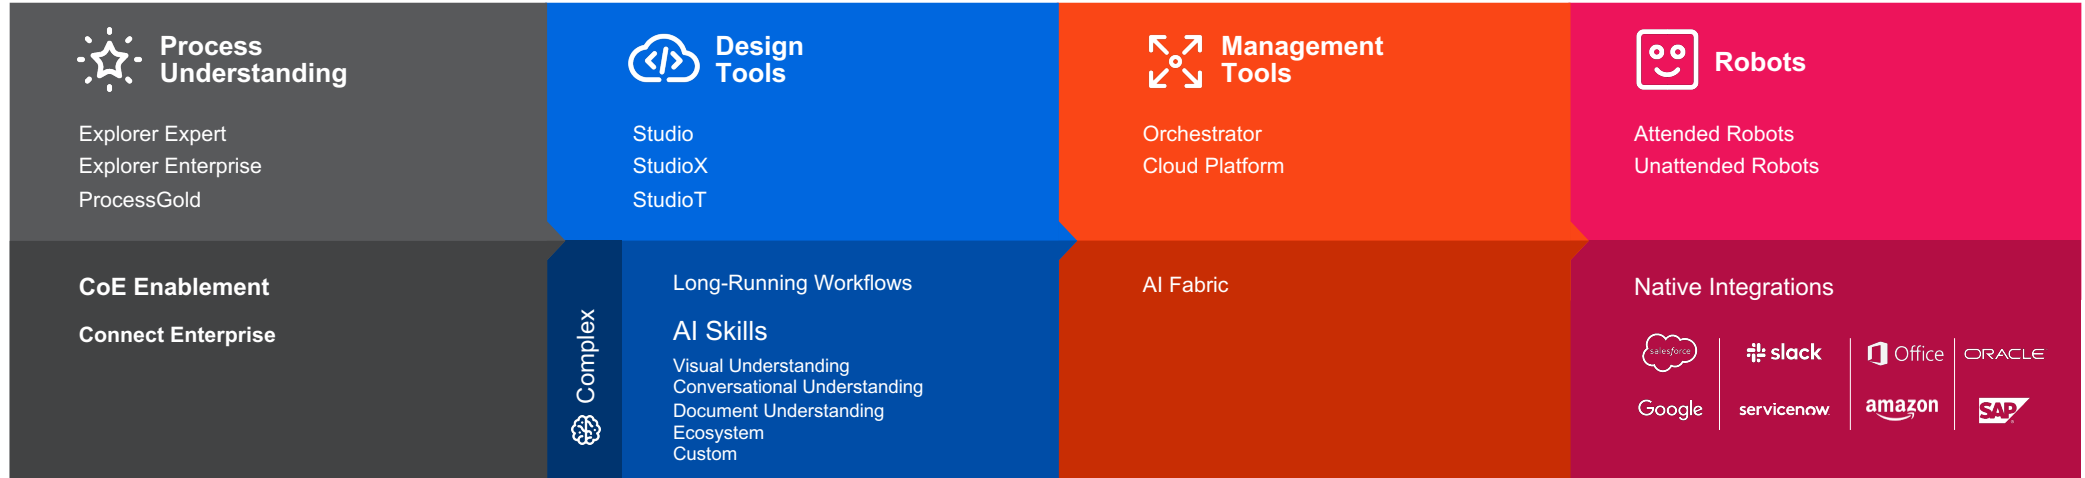 Process
Understanding
Explorer Expert
Explorer Enterprise
ProcessGold
CoE Enablement
Connect Enterprise
Design
Tools
Studio
StudioX
StudioT
Complex
Long-Running Workflows
AI Skills
Visual Understanding
Conversational Understanding
Document Understanding
Ecosystem
Custom
Management
Tools
Orchestrator
Cloud Platform
AI Fabric
Robots
Attended Robots
Unattended Robots
Native Integrations
salesforce
slack
Office
ORACLE
Google
servicenow
amazon
SAP